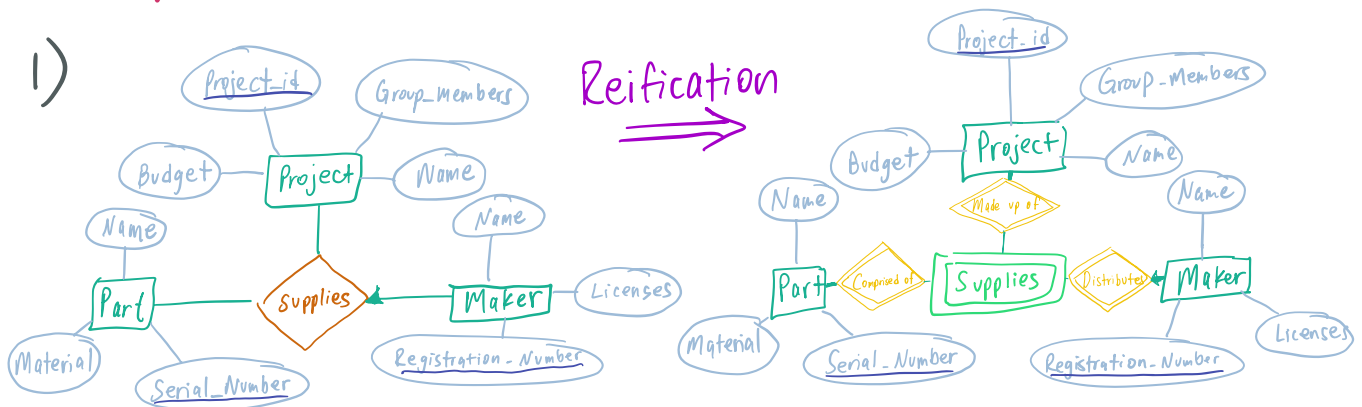 1)
Project_id
Group_members
Budget
Project
Name
Name
Name
Part
Supplies
Maker
Licenses
Material
Serial_Number
Registration_Number
Reification
Project_id
Group_members
Budget
Project
Name
Name
Made up of
Name
Part
Comprised of
Supplies
Distributes
Maker
Material
Serial_Number
Registration_Number
Licenses